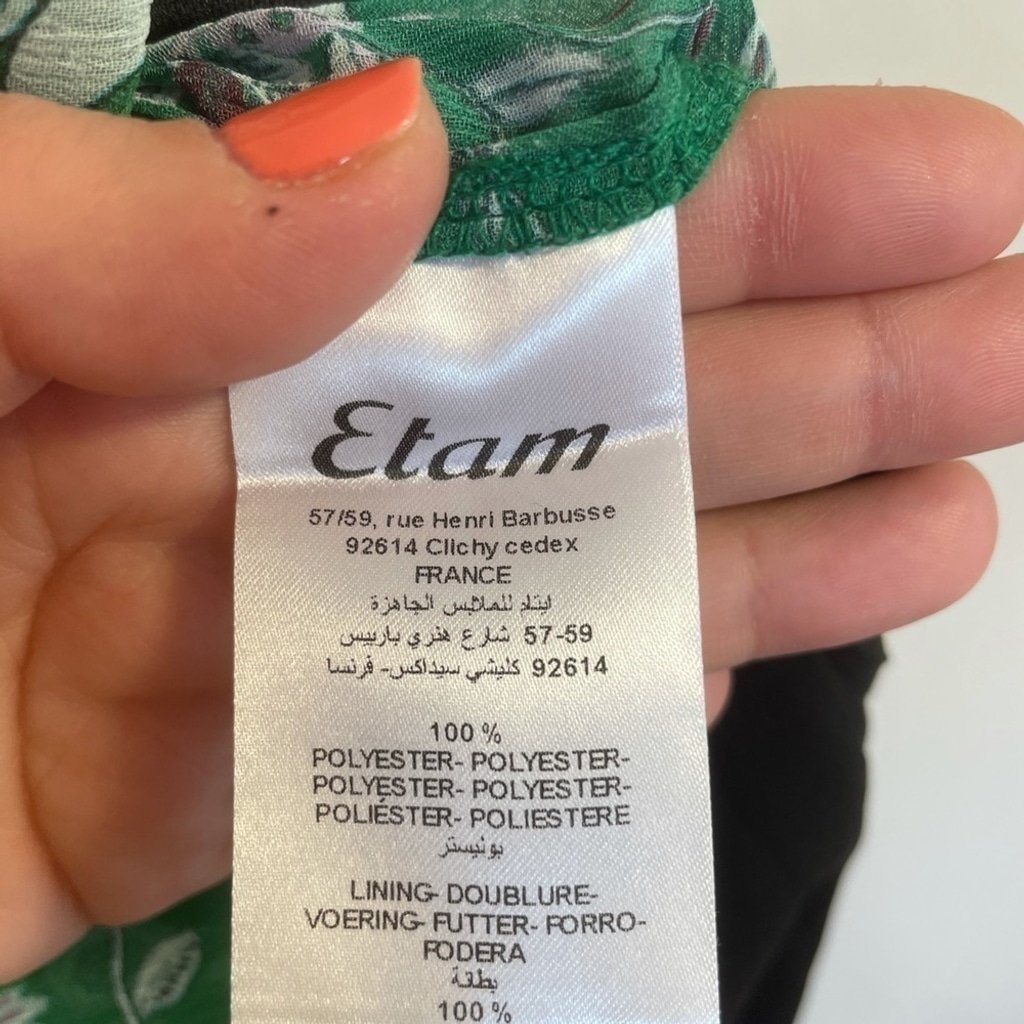 Etam
57/59, rue Henri Barbusse
92614 Clichy cedex
FRANCE
ايتام للملابس الجاهزة
57-59 شارع هنري باربيس
92614 كليشي سيداكس- فرنسا
100 %
POLYESTER- POLYESTER-
POLYESTER- POLYESTER-
POLIÉSTER- POLIESTERE
بوليستر
LINING- DOUBLURE-
VOERING- FUTTER- FORRO-
FODERA
بطانة
100 %